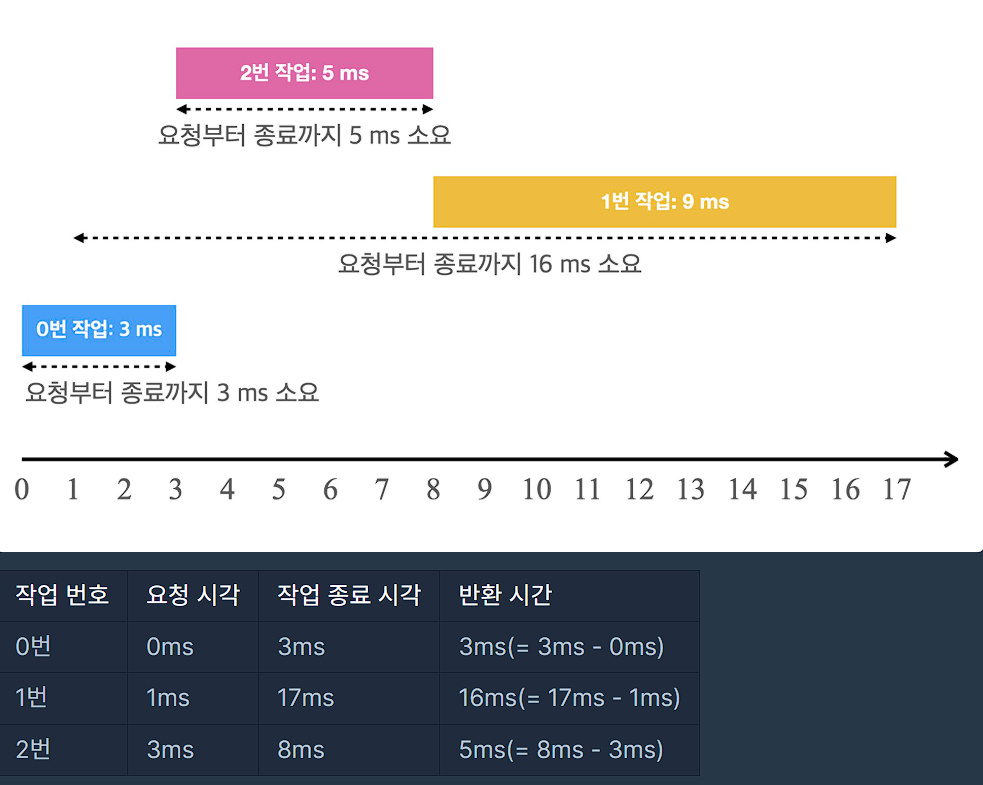 2번 작업: 5 ms
요청부터 종료까지 5 ms 소요
1번 작업: 9 ms
요청부터 종료까지 16 ms 소요
0번 작업: 3 ms
요청부터 종료까지 3 ms 소요
0 1 2 3 4 5 6 7 8 9 10 11 12 13 14 15 16 17
작업 번호 요청 시각 작업 종료 시각 반환 시간
0번 0ms 3ms 3ms(= 3ms - 0ms)
1번 1ms 17ms 16ms(= 17ms - 1ms)
2번 3ms 8ms 5ms(= 8ms - 3ms)